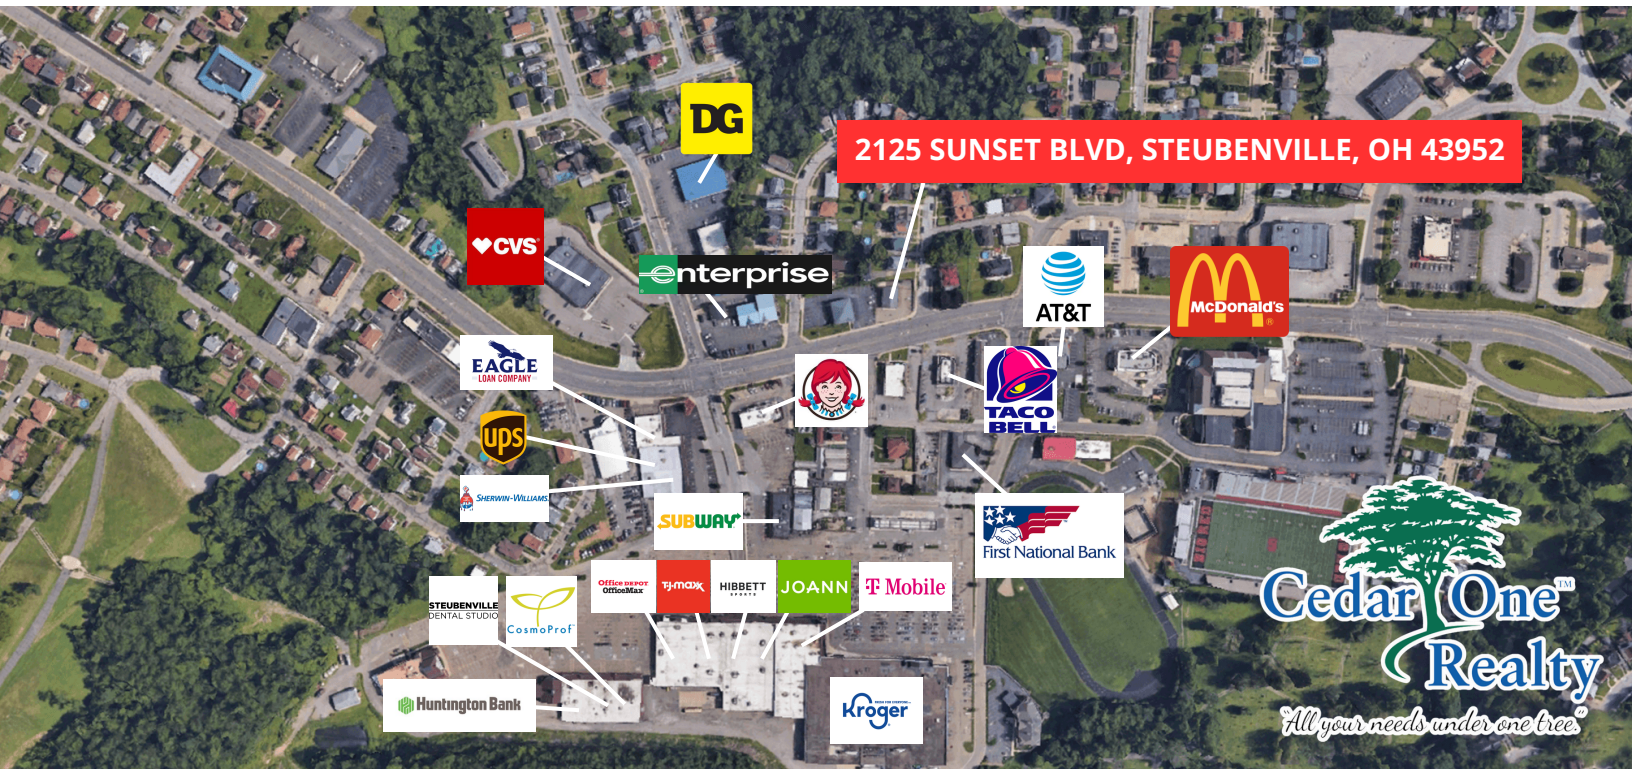 DG
2125 SUNSET BLVD, STEUBENVILLE, OH 43952
CVS
enterprise
AT&T
McDonald's
EAGLE
LOAN COMPANY
TACO
BELL
ups
SHERWIN-WILLIAMS
SUBWAY
First National Bank
Office DEPOT
OfficeMax
TJ-maxx
HIBBETT
SPORTS
JOANN
T Mobile
STEUBENVILLE
DENTAL STUDIO
CosmoProf
Huntington Bank
Kroger
Cedar One™
Realty
"All your needs under one tree."